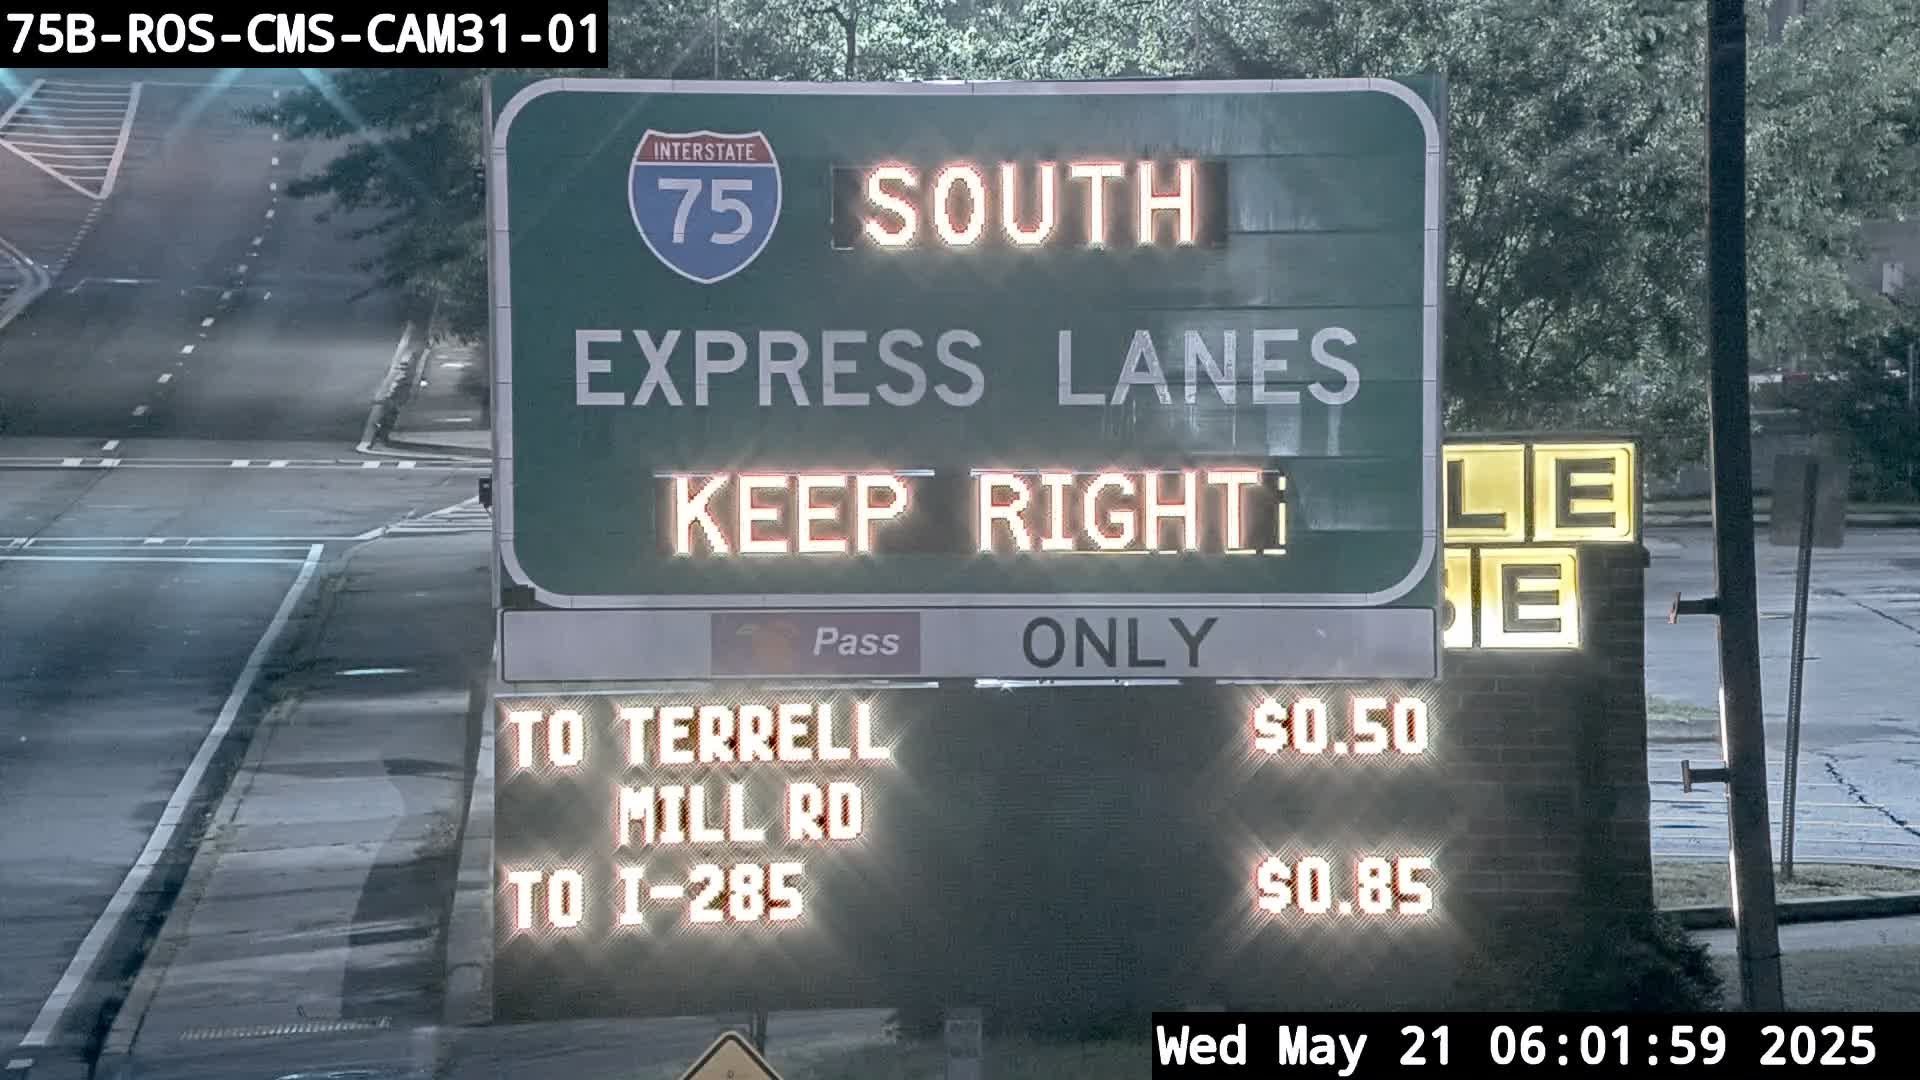 75B-ROS-CMS-CAM31-01
INTERSTATE
75
SOUTH
EXPRESS LANES
KEEP RIGHT
Pass ONLY
TO TERRELL $0.50
MILL RD
TO I-285 $0.85
LE
E
Wed May 21 06:01:59 2025